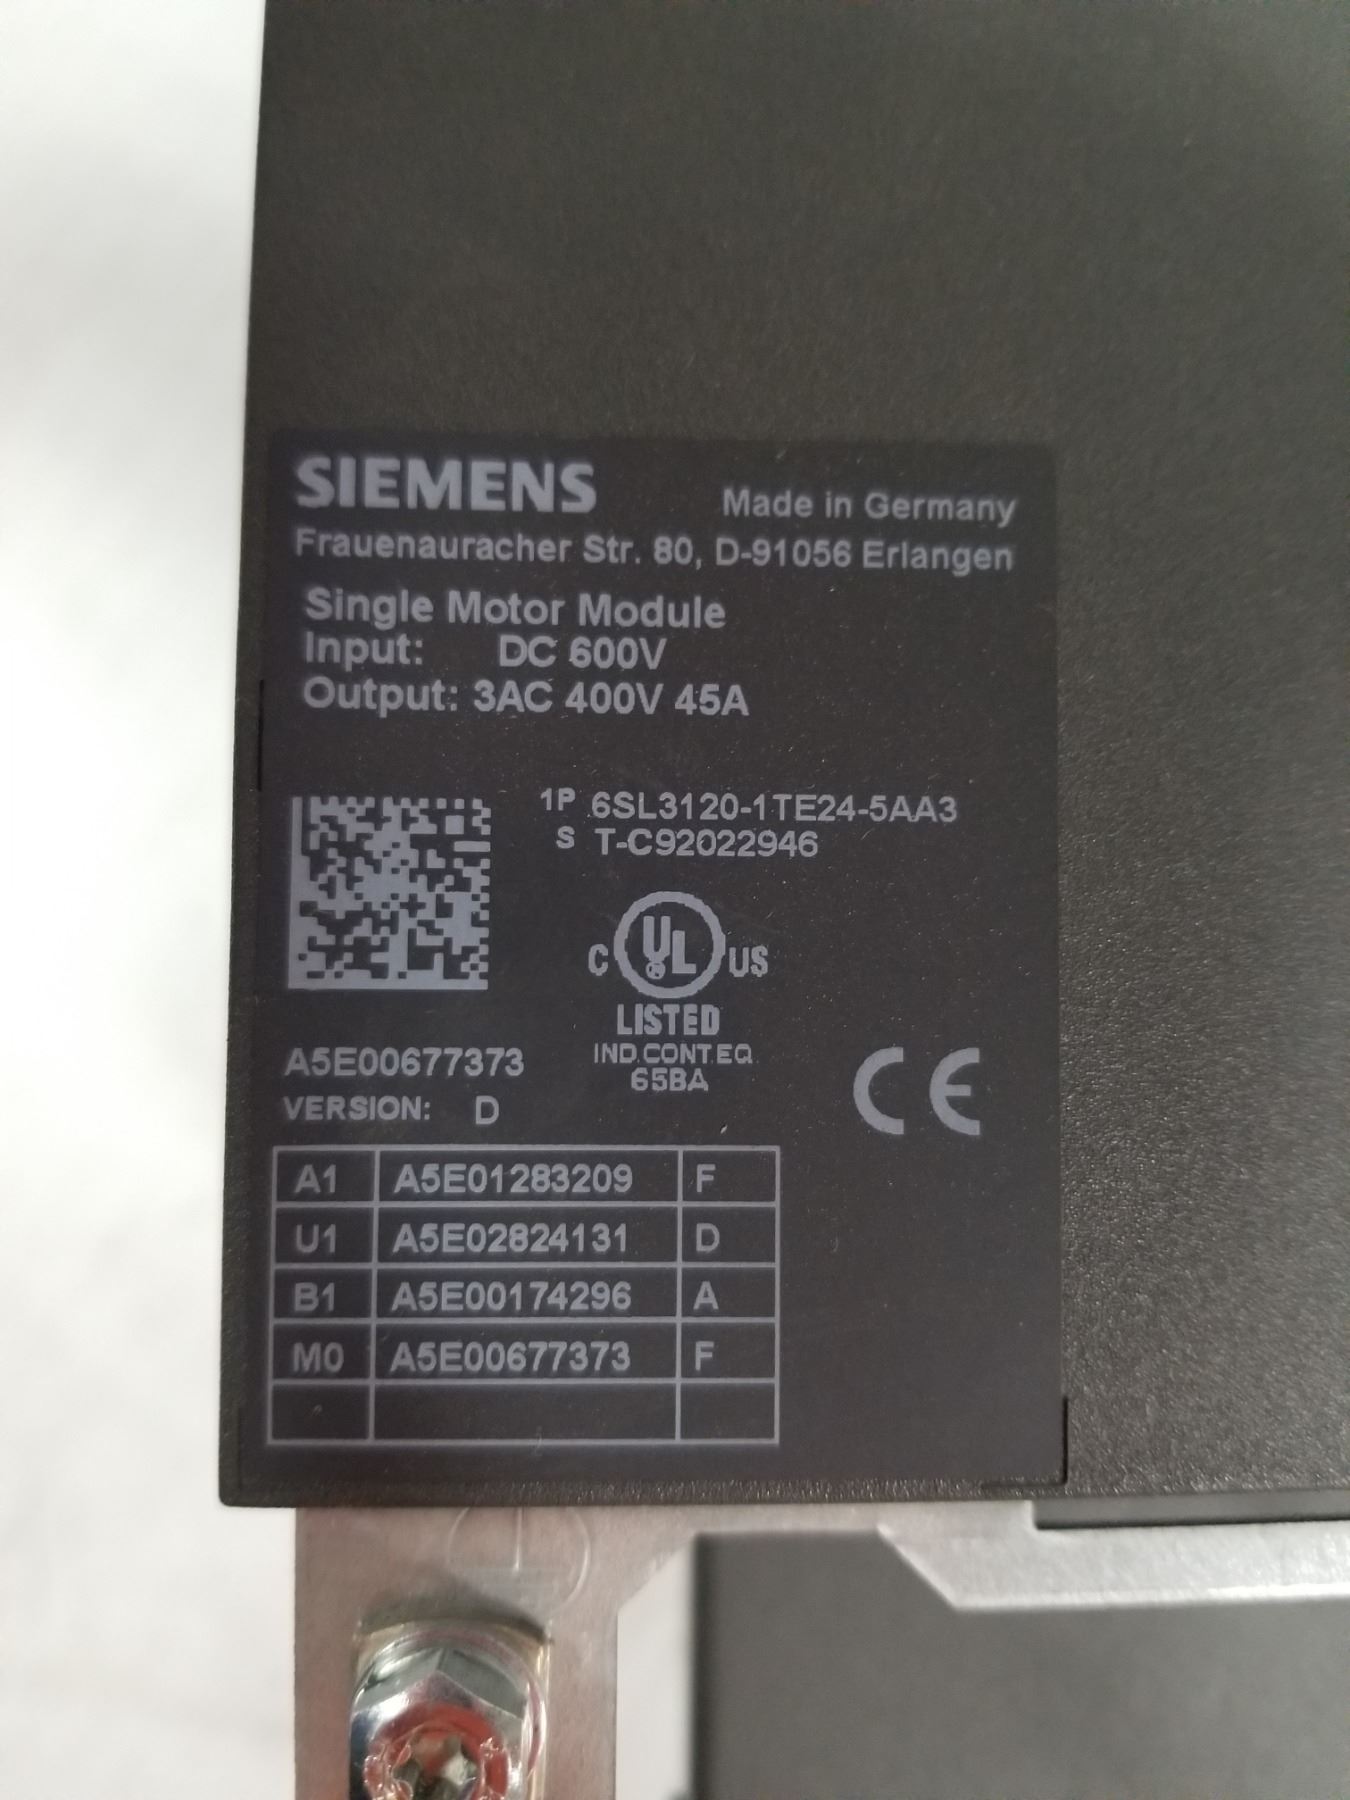 SIEMENS Made in Germany
Frauenauracher Str. 80, D-91056 Erlangen
Single Motor Module
Input: DC 600V
Output: 3AC 400V 45A
1P 6SL3120-1TE24-5AA3
S T-C92022946
C UL US
LISTED
IND.CONT.EQ.
65BA
A5E00677373
VERSION: D
CE
A1 A5E01283209 F
U1 A5E02824131 D
B1 A5E00174296 A
M0 A5E00677373 F